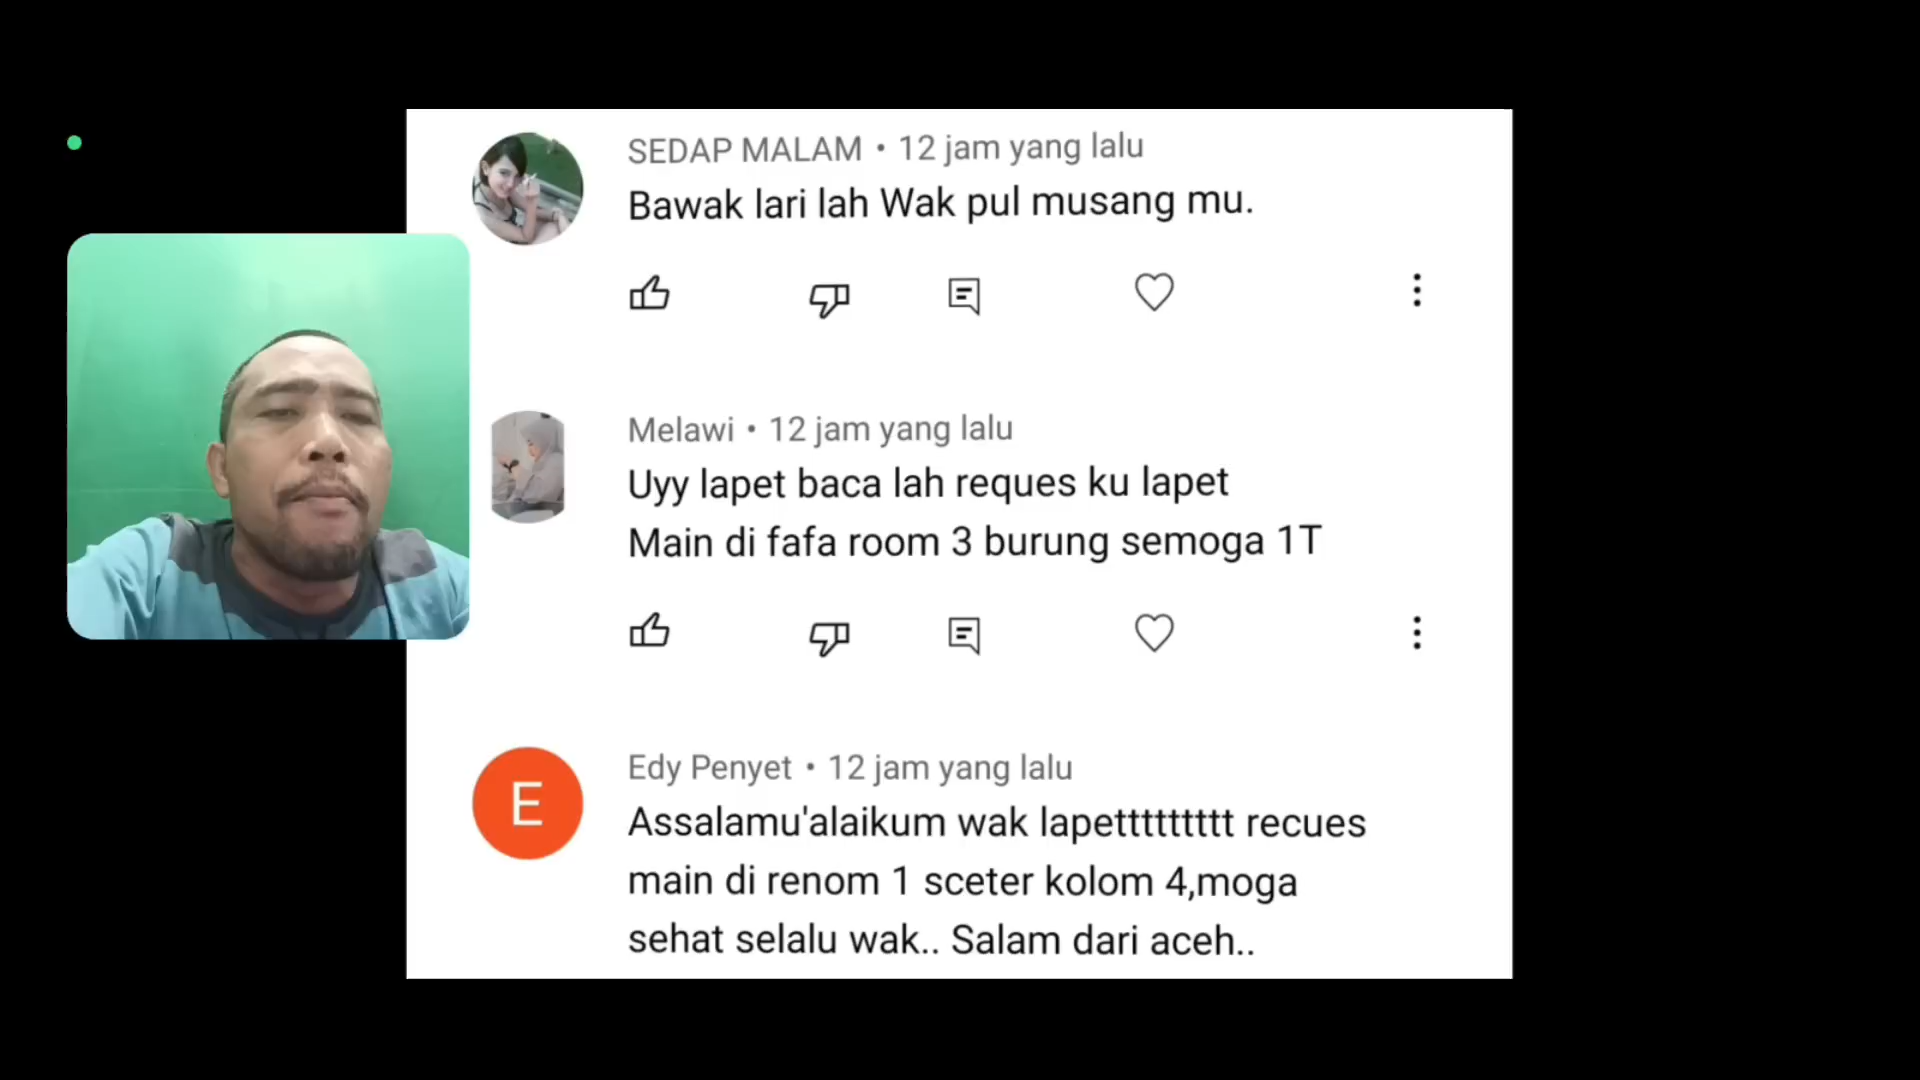 SEDAP MALAM • 12 jam yang lalu
Bawak lari lah Wak pul musang mu.
Melawi • 12 jam yang lalu
Uyy lapet baca lah reques ku lapet
Main di fafa room 3 burung semoga 1T
E
Edy Penyet • 12 jam yang lalu
Assalamu'alaikum wak lapettttttttt recues
main di renom 1 sceter kolom 4,moga
sehat selalu wak.. Salam dari aceh..